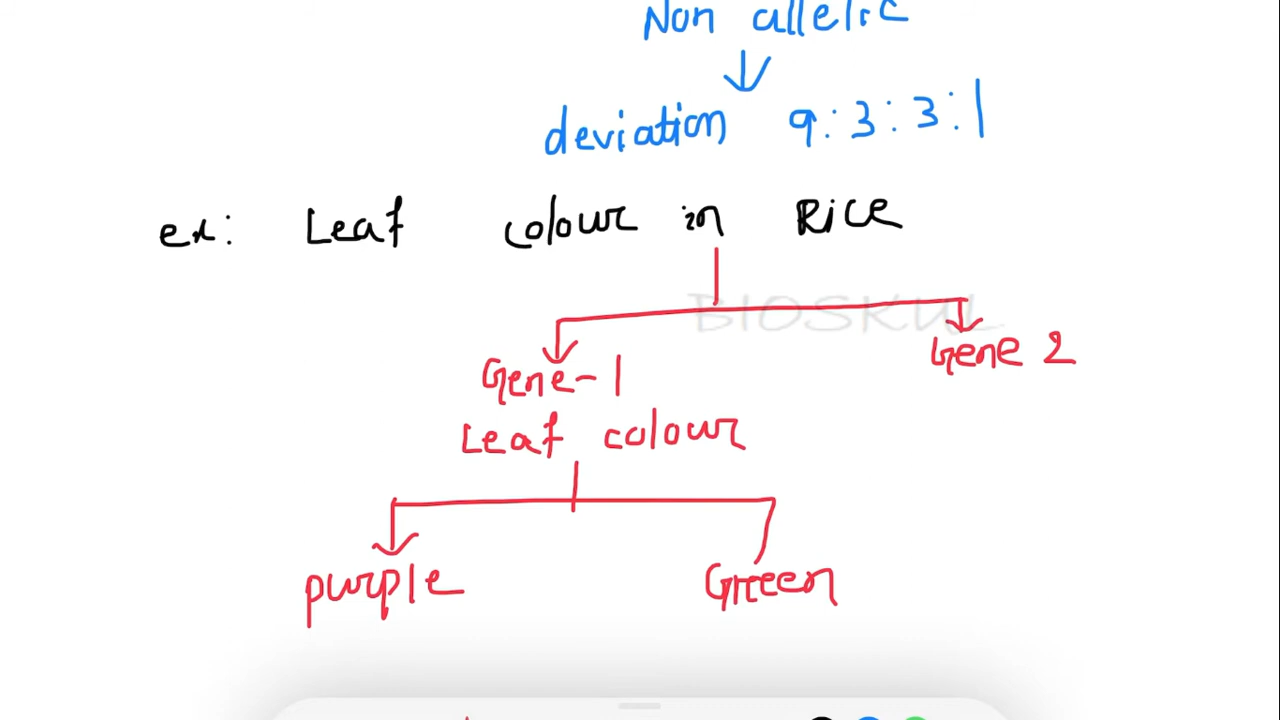 Non allelic
deviation 9:3:3:1
ex: Leaf colour in Rice
BIOSKUL
Gene-1
Gene 2
Leaf colour
purple
Green